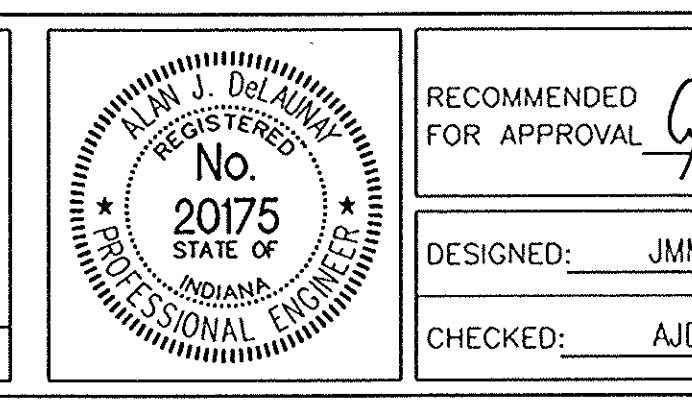 ALAN J. DeLAUNAY
REGISTERED
No.
20175
STATE OF
INDIANA
★ PROFESSIONAL ENGINEER ★
RECOMMENDED
FOR APPROVAL
DESIGNED:
CHECKED: